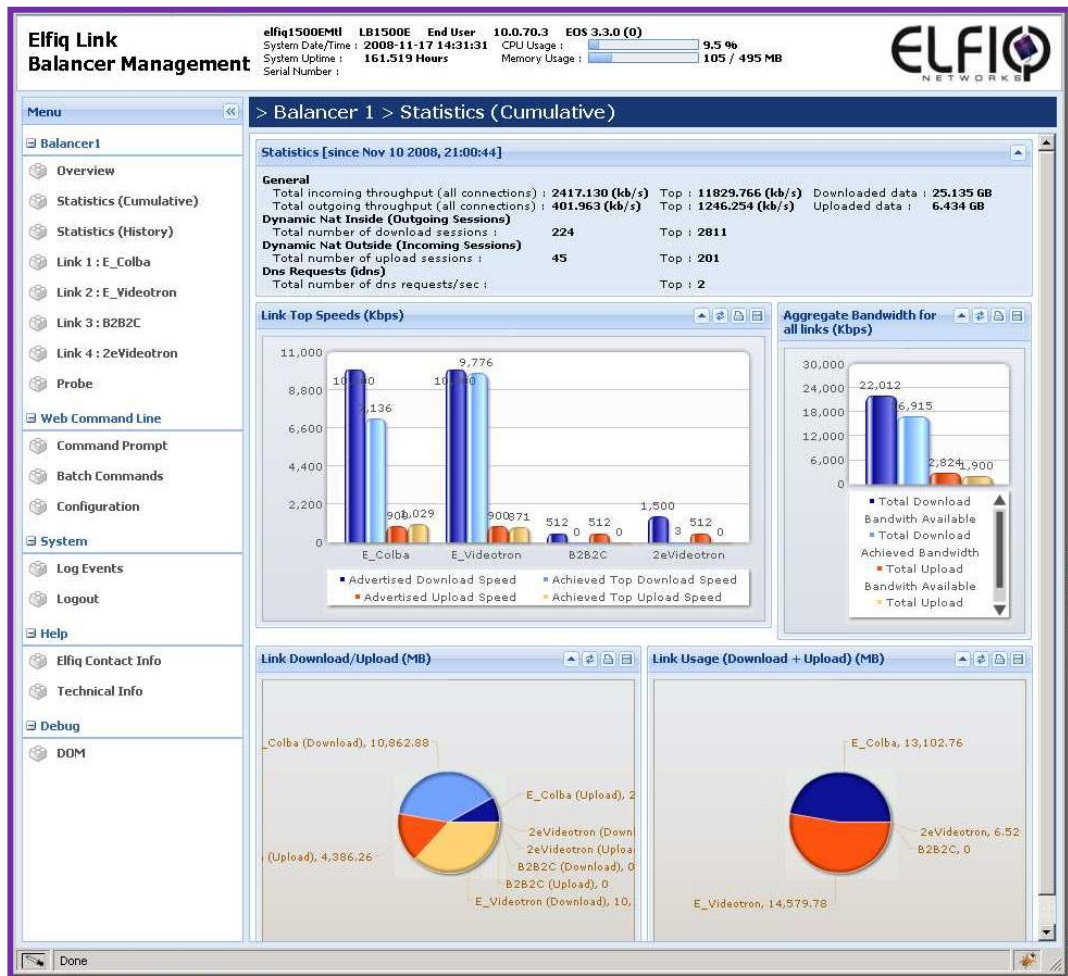 Elfiq Link
Balancer Management
elfiq1500EMtl LB1500E End User 10.0.70.3 EOS 3.3.0 (0)
System Date/Time : 2008-11-17 14:31:31 CPU Usage : 9.5 %
System Uptime : 161.519 Hours Memory Usage : 105 / 495 MB
Serial Number :
ELFIQ
NETWORKS
Menu
> Balancer 1 > Statistics (Cumulative)
Balancer1
Overview
Statistics (Cumulative)
Statistics (History)
Link 1 : E_Colba
Link 2 : E_Videotron
Link 3 : B2B2C
Link 4 : 2eVideotron
Probe
Web Command Line
Command Prompt
Batch Commands
Configuration
System
Log Events
Logout
Help
Elfiq Contact Info
Technical Info
Debug
DOM
Statistics [since Nov 10 2008, 21:00:44]
General
Total incoming throughput (all connections) : 2417.130 (kb/s) Top : 11829.766 (kb/s) Downloaded data : 25.135 GB
Total outgoing throughput (all connections) : 401.963 (kb/s) Top : 1246.254 (kb/s) Uploaded data : 6.434 GB
Dynamic Nat Inside (Outgoing Sessions)
Total number of download sessions : 224 Top : 2811
Dynamic Nat Outside (Incoming Sessions)
Total number of upload sessions : 45 Top : 201
Dns Requests (idns)
Total number of dns requests/sec : Top : 2
Link Top Speeds (Kbps)
11,000
8,800
6,600
4,400
2,200
0
9,776
1,029
900
871
512
0
512
0
1,500
3
512
0
E_Colba E_Videotron B2B2C 2eVideotron
Advertised Download Speed Achieved Top Download Speed
Advertised Upload Speed Achieved Top Upload Speed
Aggregate Bandwidth for
all links (Kbps)
30,000
24,000
18,000
12,000
6,000
0
22,012
6,915
2,824
1,900
Total Download
Bandwith Available
Total Download
Achieved Bandwidth
Total Upload
Bandwith Available
Total Upload
Link Download/Upload (MB)
_Colba (Download), 10,862.88
E_Colba (Upload), 2
2eVideotron (Down
2eVideotron (Uploa
B2B2C (Download), 0
B2B2C (Upload), 0
E_Videotron (Download), 10,
(Upload), 4,386.26
Link Usage (Download + Upload) (MB)
E_Colba, 13,102.76
2eVideotron, 6.52
B2B2C, 0
E_Videotron, 14,579.78
Done